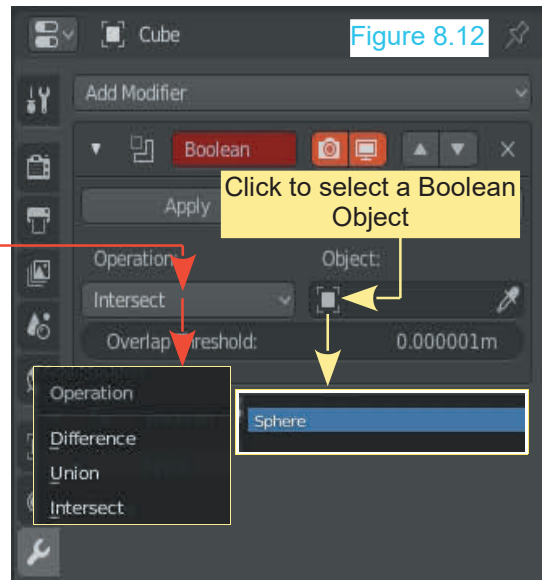 Cube
Figure 8.12
Add Modifier
Boolean
Apply
Click to select a Boolean
Object
Operation:
Object:
Intersect
Overlap Threshold:
0.000001m
Operation
Difference
Union
Intersect
Sphere